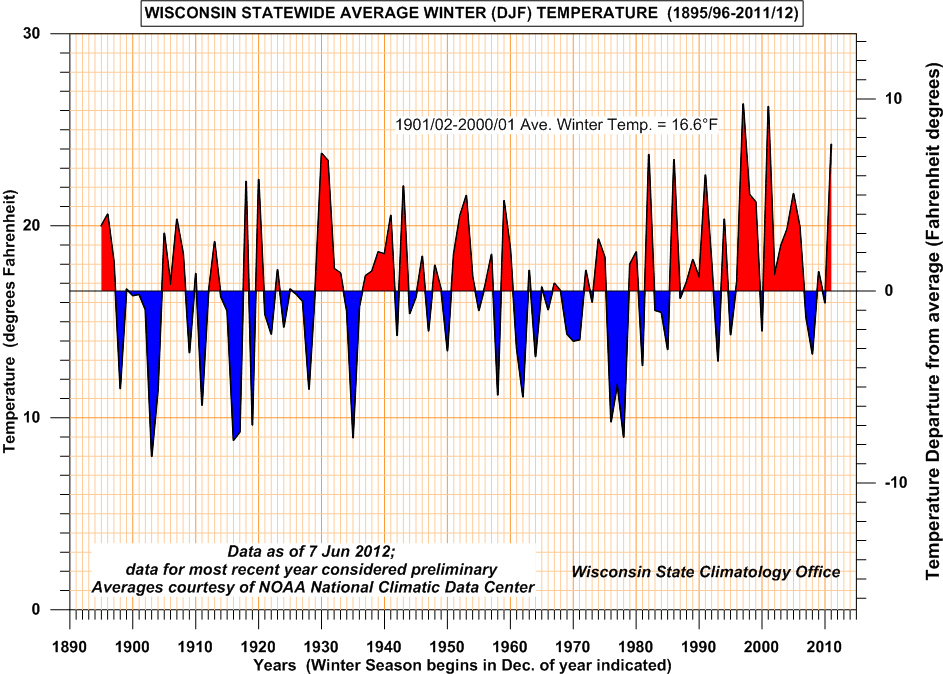 WISCONSIN STATEWIDE AVERAGE WINTER (DJF) TEMPERATURE (1895/96-2011/12)
30
20
10
0
Temperature (degrees Fahrenheit)
1901/02-2000/01 Ave. Winter Temp. = 16.6°F
10
0
-10
Temperature Departure from average (Fahrenheit degrees)
Data as of 7 Jun 2012;
data for most recent year considered preliminary
Averages courtesy of NOAA National Climatic Data Center
Wisconsin State Climatology Office
1890 1900 1910 1920 1930 1940 1950 1960 1970 1980 1990 2000 2010
Years (Winter Season begins in Dec. of year indicated)